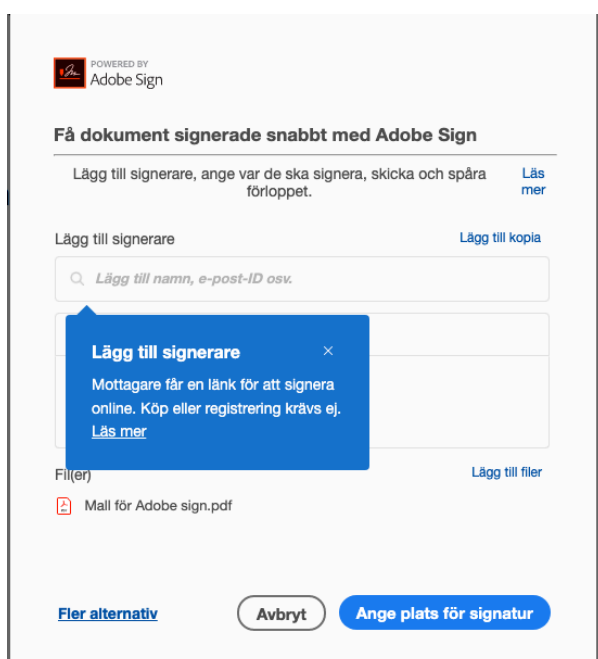 POWERED BY
Adobe Sign
Få dokument signerade snabbt med Adobe Sign
Lägg till signerare, ange var de ska signera, skicka och spåra
förloppet.
Läs
mer
Lägg till signerare
Lägg till kopia
Lägg till namn, e-post-ID osv.
Lägg till signerare
Mottagare får en länk för att signera
online. Köp eller registrering krävs ej.
Läs mer
Fil(er)
Lägg till filer
Mall för Adobe sign.pdf
Fler alternativ
Avbryt
Ange plats för signatur